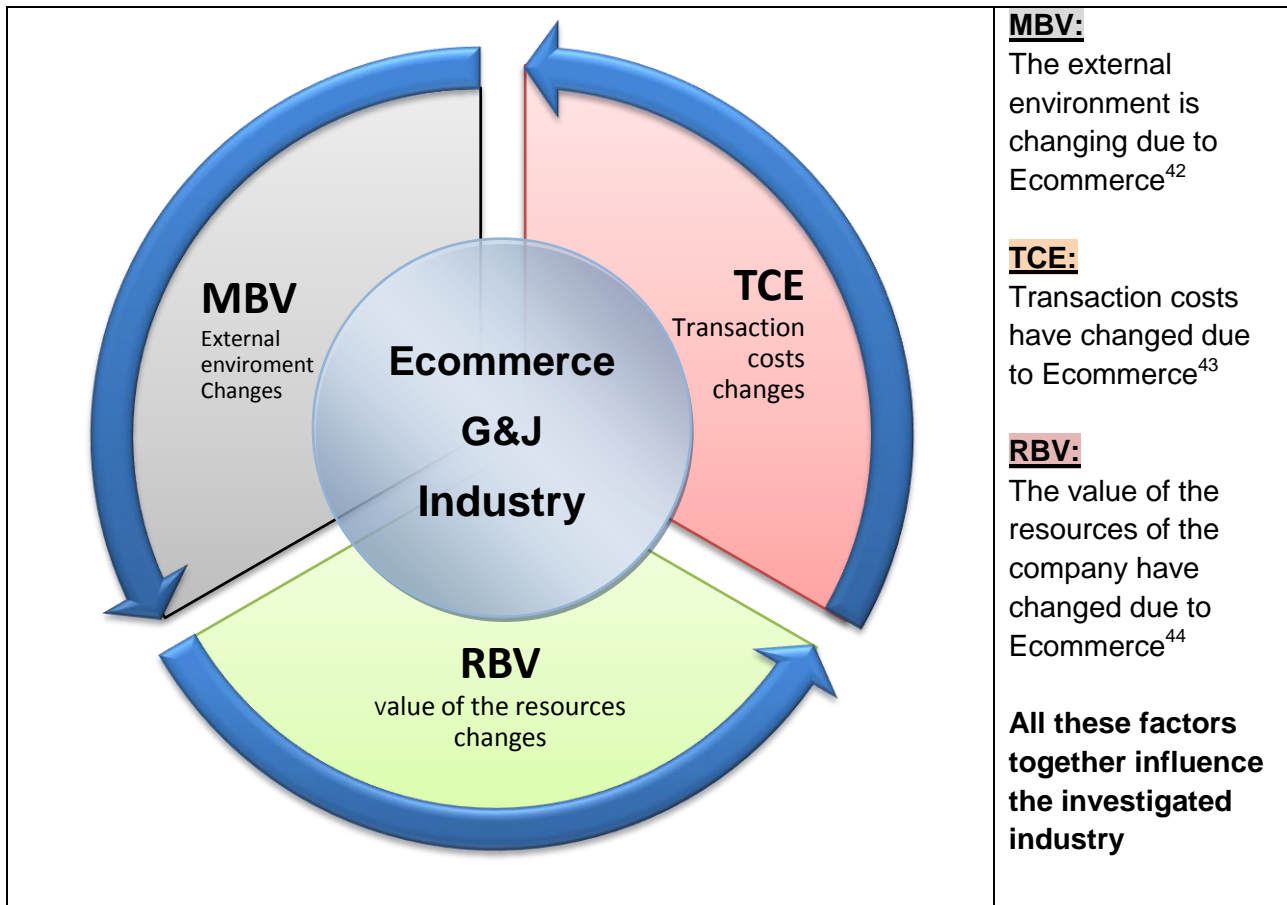 MBV
External
enviroment
Changes
TCE
Transaction
costs
changes
Ecommerce
G&J
Industry
RBV
value of the resources
changes
MBV:
The external
environment is
changing due to
Ecommerce42
TCE:
Transaction costs
have changed due
to Ecommerce43
RBV:
The value of the
resources of the
company have
changed due to
Ecommerce44
All these factors
together influence
the investigated
industry